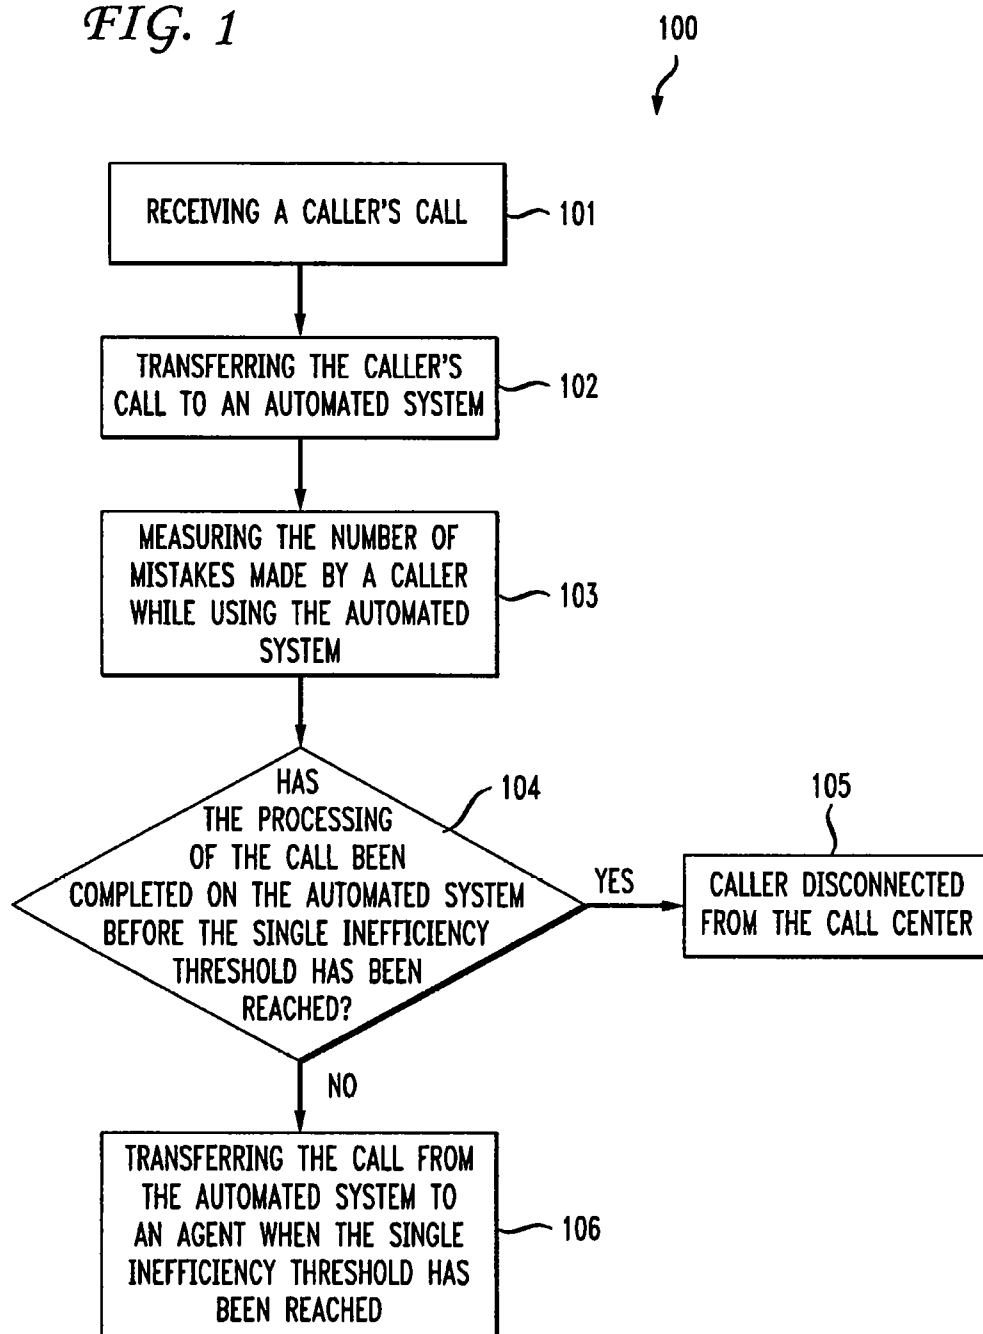 FIG. 1
100
RECEIVING A CALLER'S CALL
101
TRANSFERRING THE CALLER'S
CALL TO AN AUTOMATED SYSTEM
102
MEASURING THE NUMBER OF
MISTAKES MADE BY A CALLER
WHILE USING THE AUTOMATED
SYSTEM
103
HAS
THE PROCESSING
OF THE CALL BEEN
COMPLETED ON THE AUTOMATED SYSTEM
BEFORE THE SINGLE INEFFICIENCY
THRESHOLD HAS BEEN
REACHED?
104
YES
105
CALLER DISCONNECTED
FROM THE CALL CENTER
NO
TRANSFERRING THE CALL FROM
THE AUTOMATED SYSTEM TO
AN AGENT WHEN THE SINGLE
INEFFICIENCY THRESHOLD HAS
BEEN REACHED
106